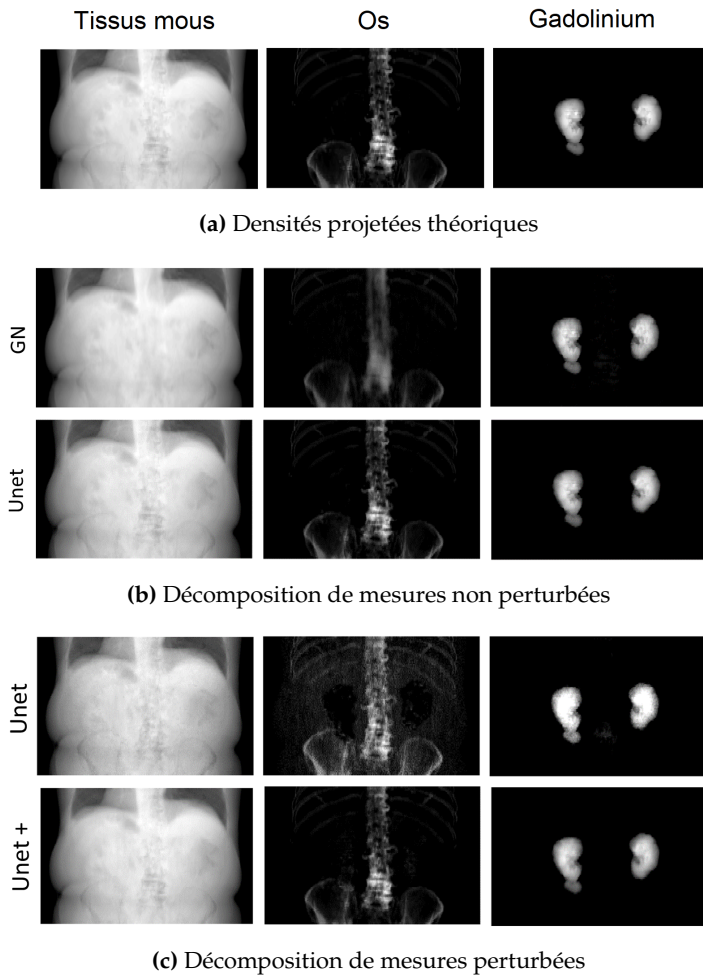 Tissus mous Os Gadolinium
(a) Densités projetées théoriques
GN
Unet
(b) Décomposition de mesures non perturbées
Unet
Unet +
(c) Décomposition de mesures perturbées